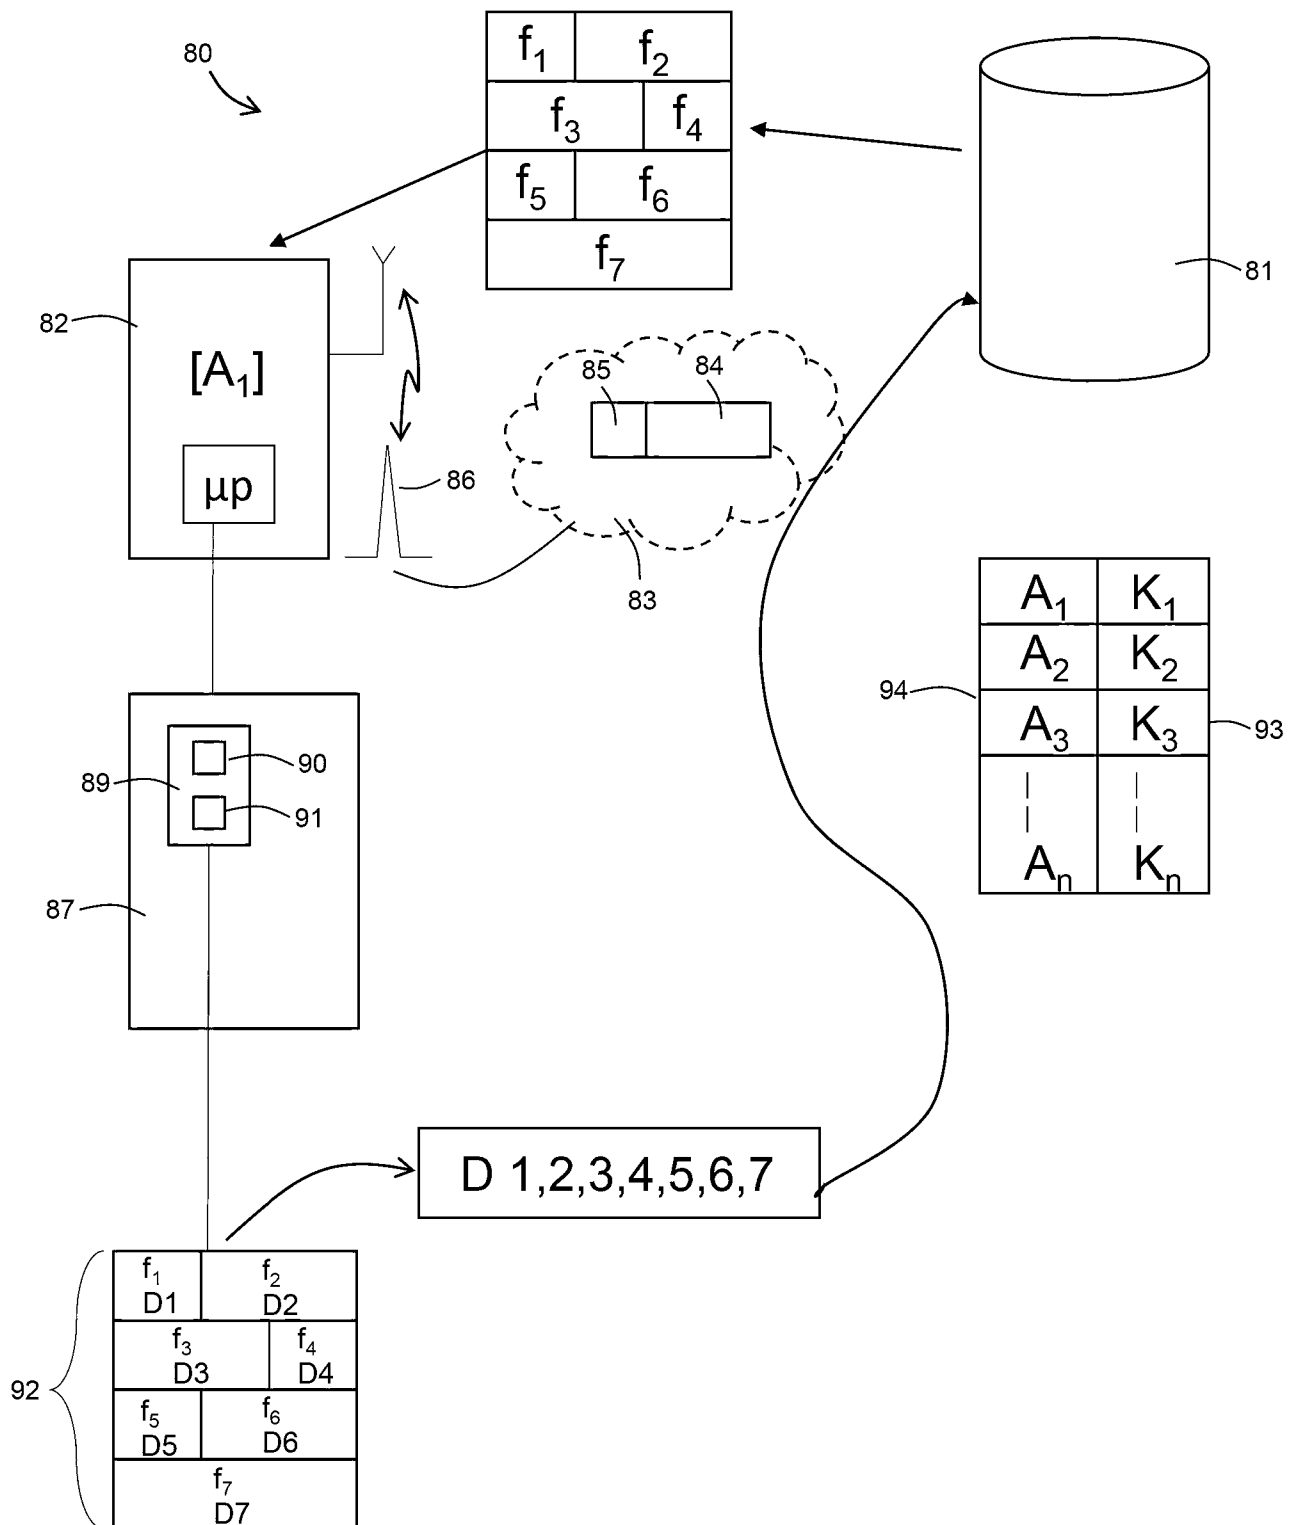 80
f₁ f₂
f₃ f₄
f₅ f₆
f₇
81
82
[A₁]
µp
85 84
86
83
A₁ K₁
A₂ K₂
94
A₃ K₃
93
Aₙ Kₙ
89
90
91
87
D 1,2,3,4,5,6,7
92
f₁ f₂
D1 D2
f₃ f₄
D3 D4
f₅ f₆
D5 D6
f₇
D7